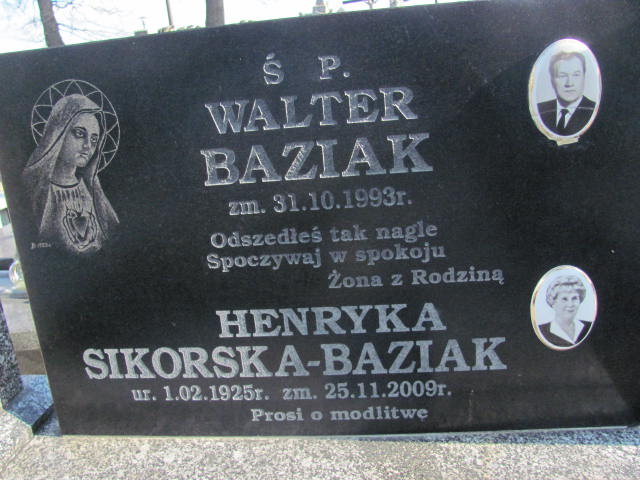 Ś P.
WALTER
BAZIAK
zm. 31.10.1993r.
Odszedłeś tak nagle
Spoczywaj w spokoju
Żona z Rodziną
HENRYKA
SIKORSKA-BAZIAK
ur. 1.02.1925r. zm. 25.11.2009r.
Prosi o modlitwę